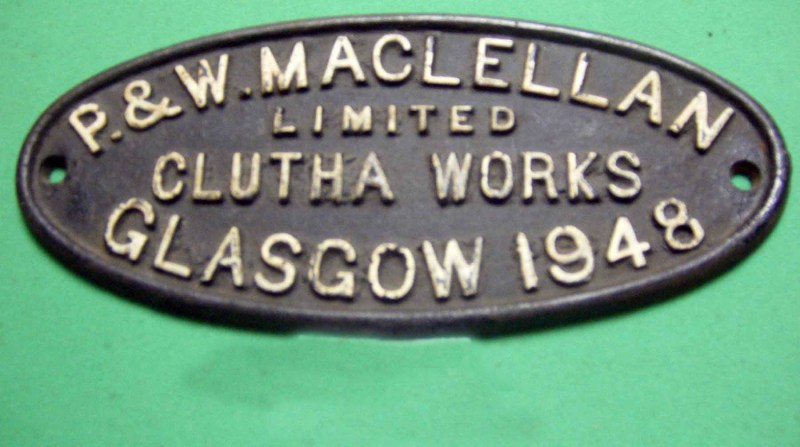 P. & W. MACLELLAN
LIMITED
CLUTHA WORKS
GLASGOW 1948